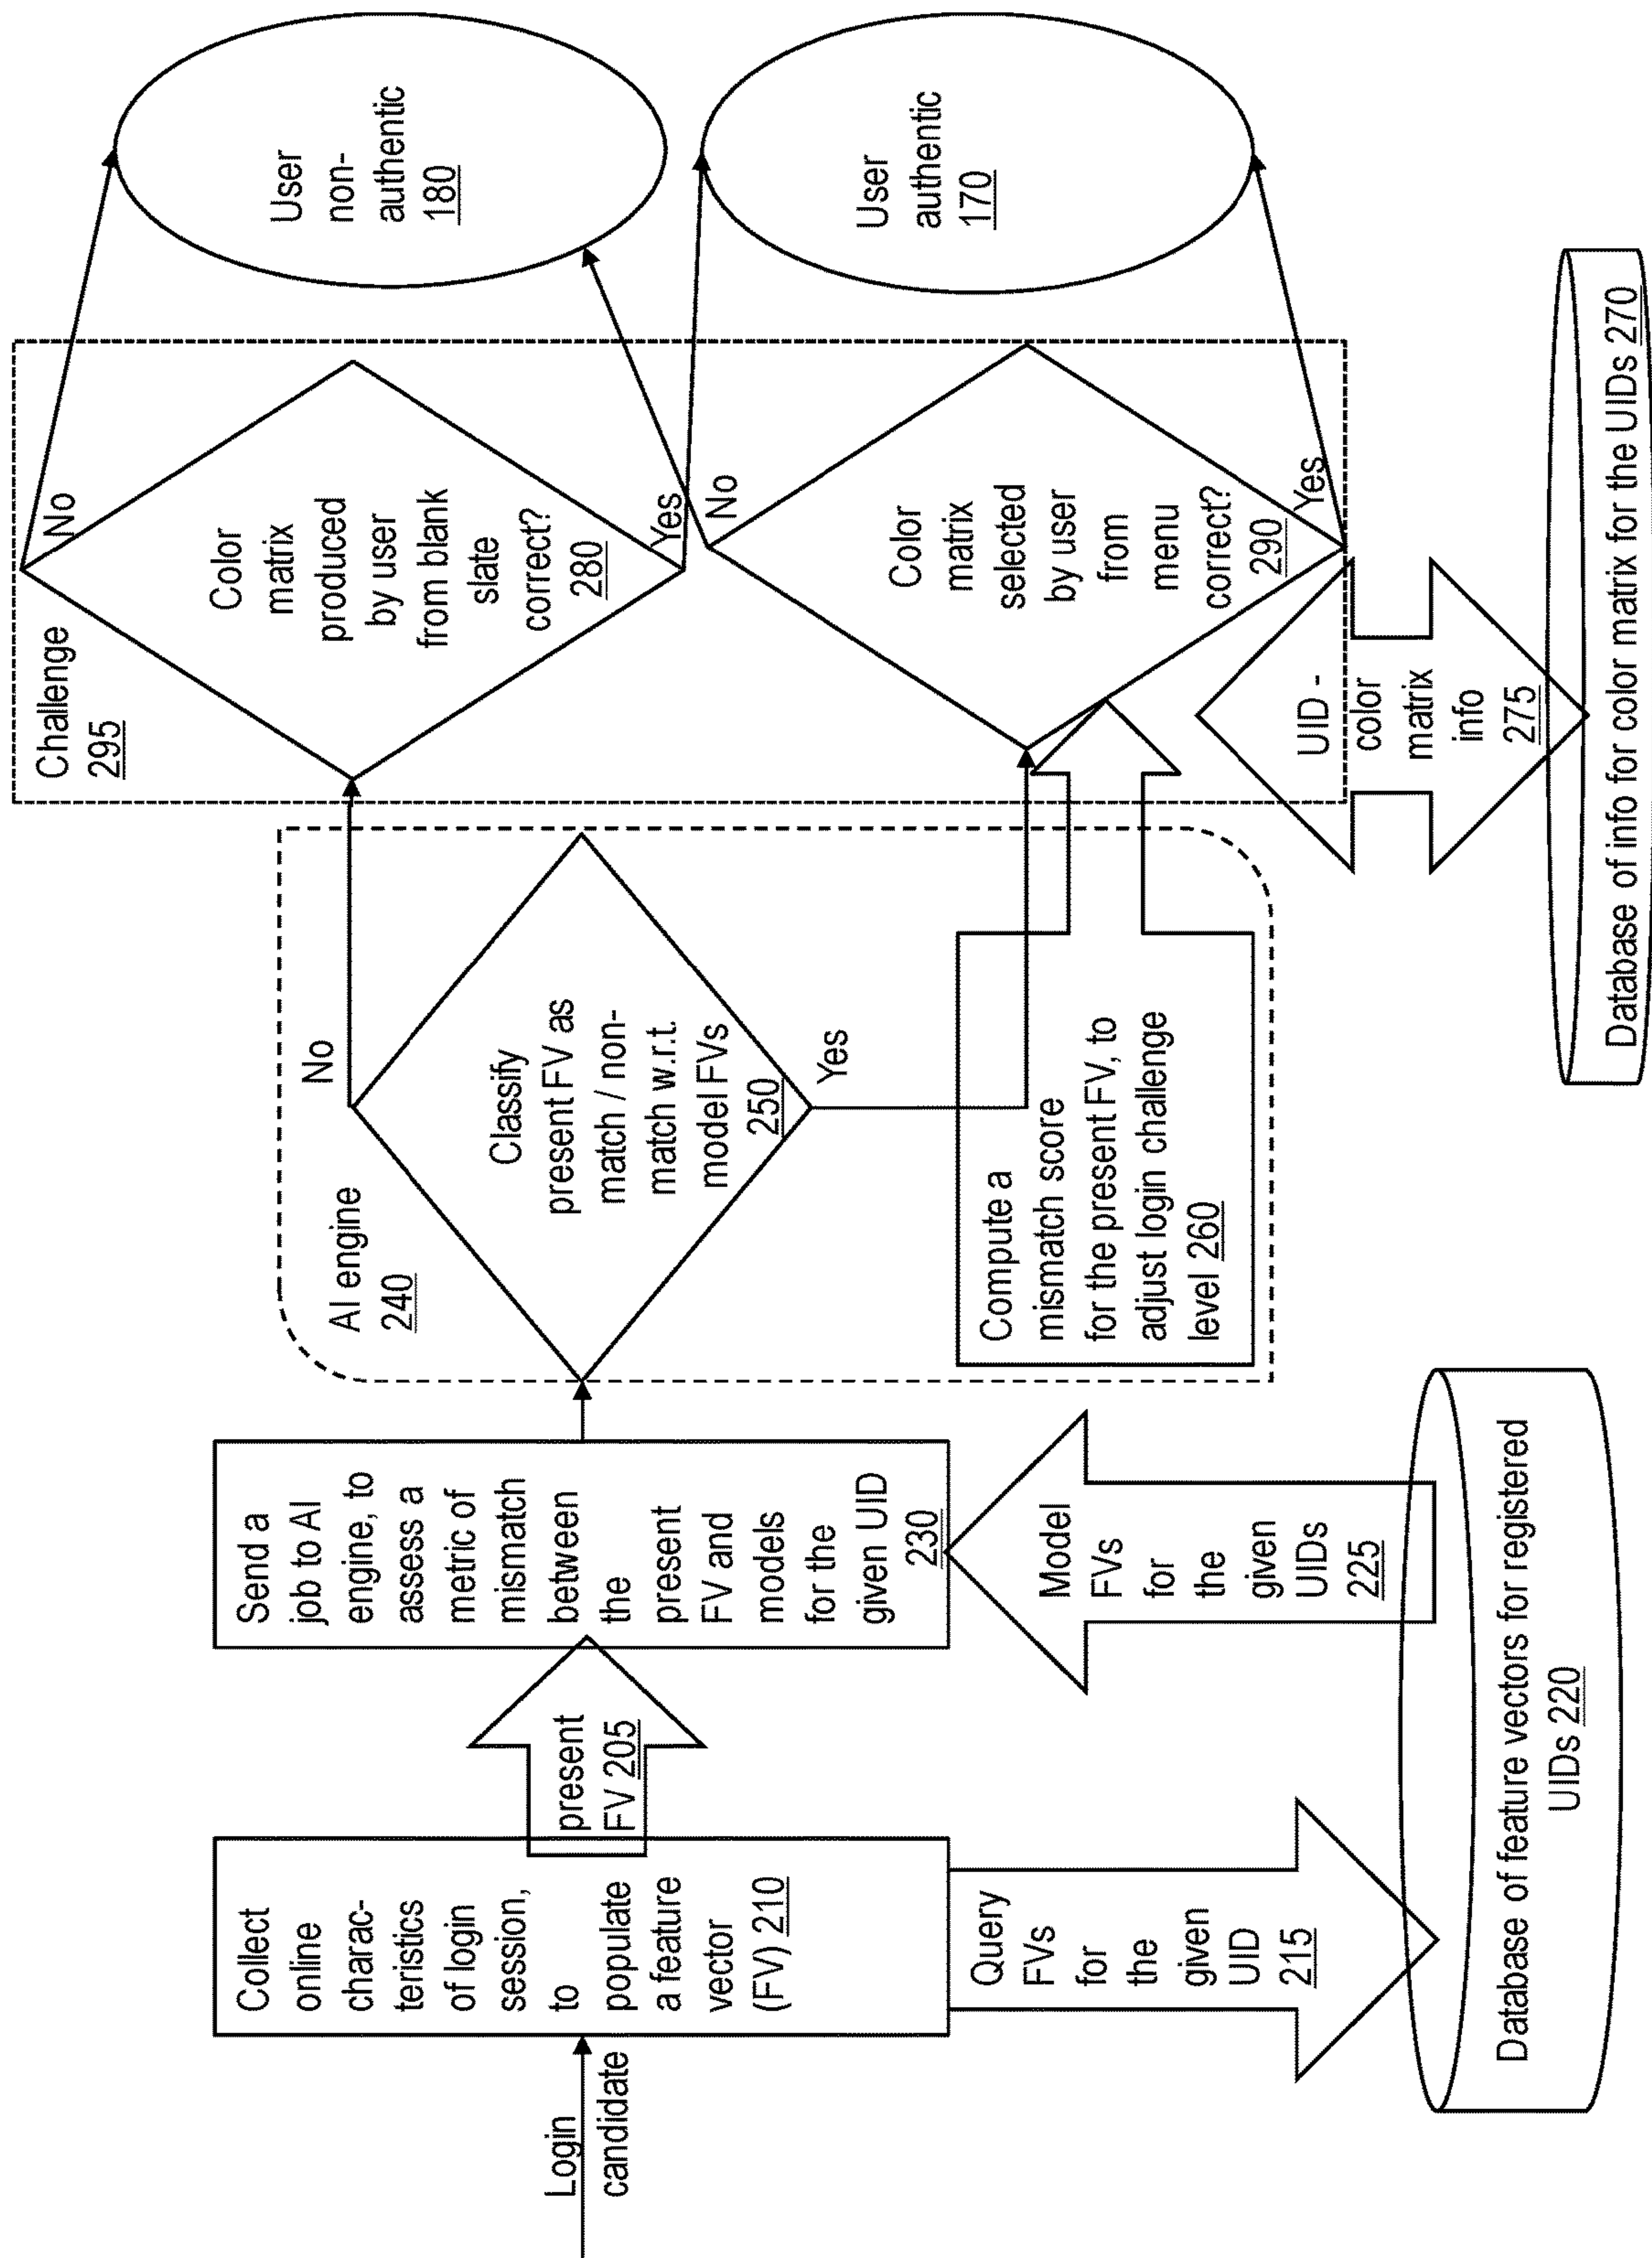 Login
candidate
Collect
online
charac-
teristics
of login
session,
to
populate
a feature
vector
(FV) 210
present
FV 205
Query
FVs
for
the
given
UID
215
Database of feature vectors for registered
UIDs 220
Send a
job to AI
engine, to
assess a
metric of
mismatch
between
the
present
FV and
models
for the
given UID
230
Model
FVs
for
the
given
UIDs
225
AI engine
240
Classify
present FV as
match / non-
match w.r.t.
model FVs
250
No
Yes
Compute a
mismatch score
for the present FV, to
adjust login challenge
level 260
Challenge
295
Color
matrix
produced
by user
from blank
slate
correct?
280
No
Yes
Color
matrix
selected
by user
from
menu
correct?
290
No
Yes
UID -
color
matrix
info
275
Database of info for color matrix for the UIDs 270
User
non-
authentic
180
User
authentic
170